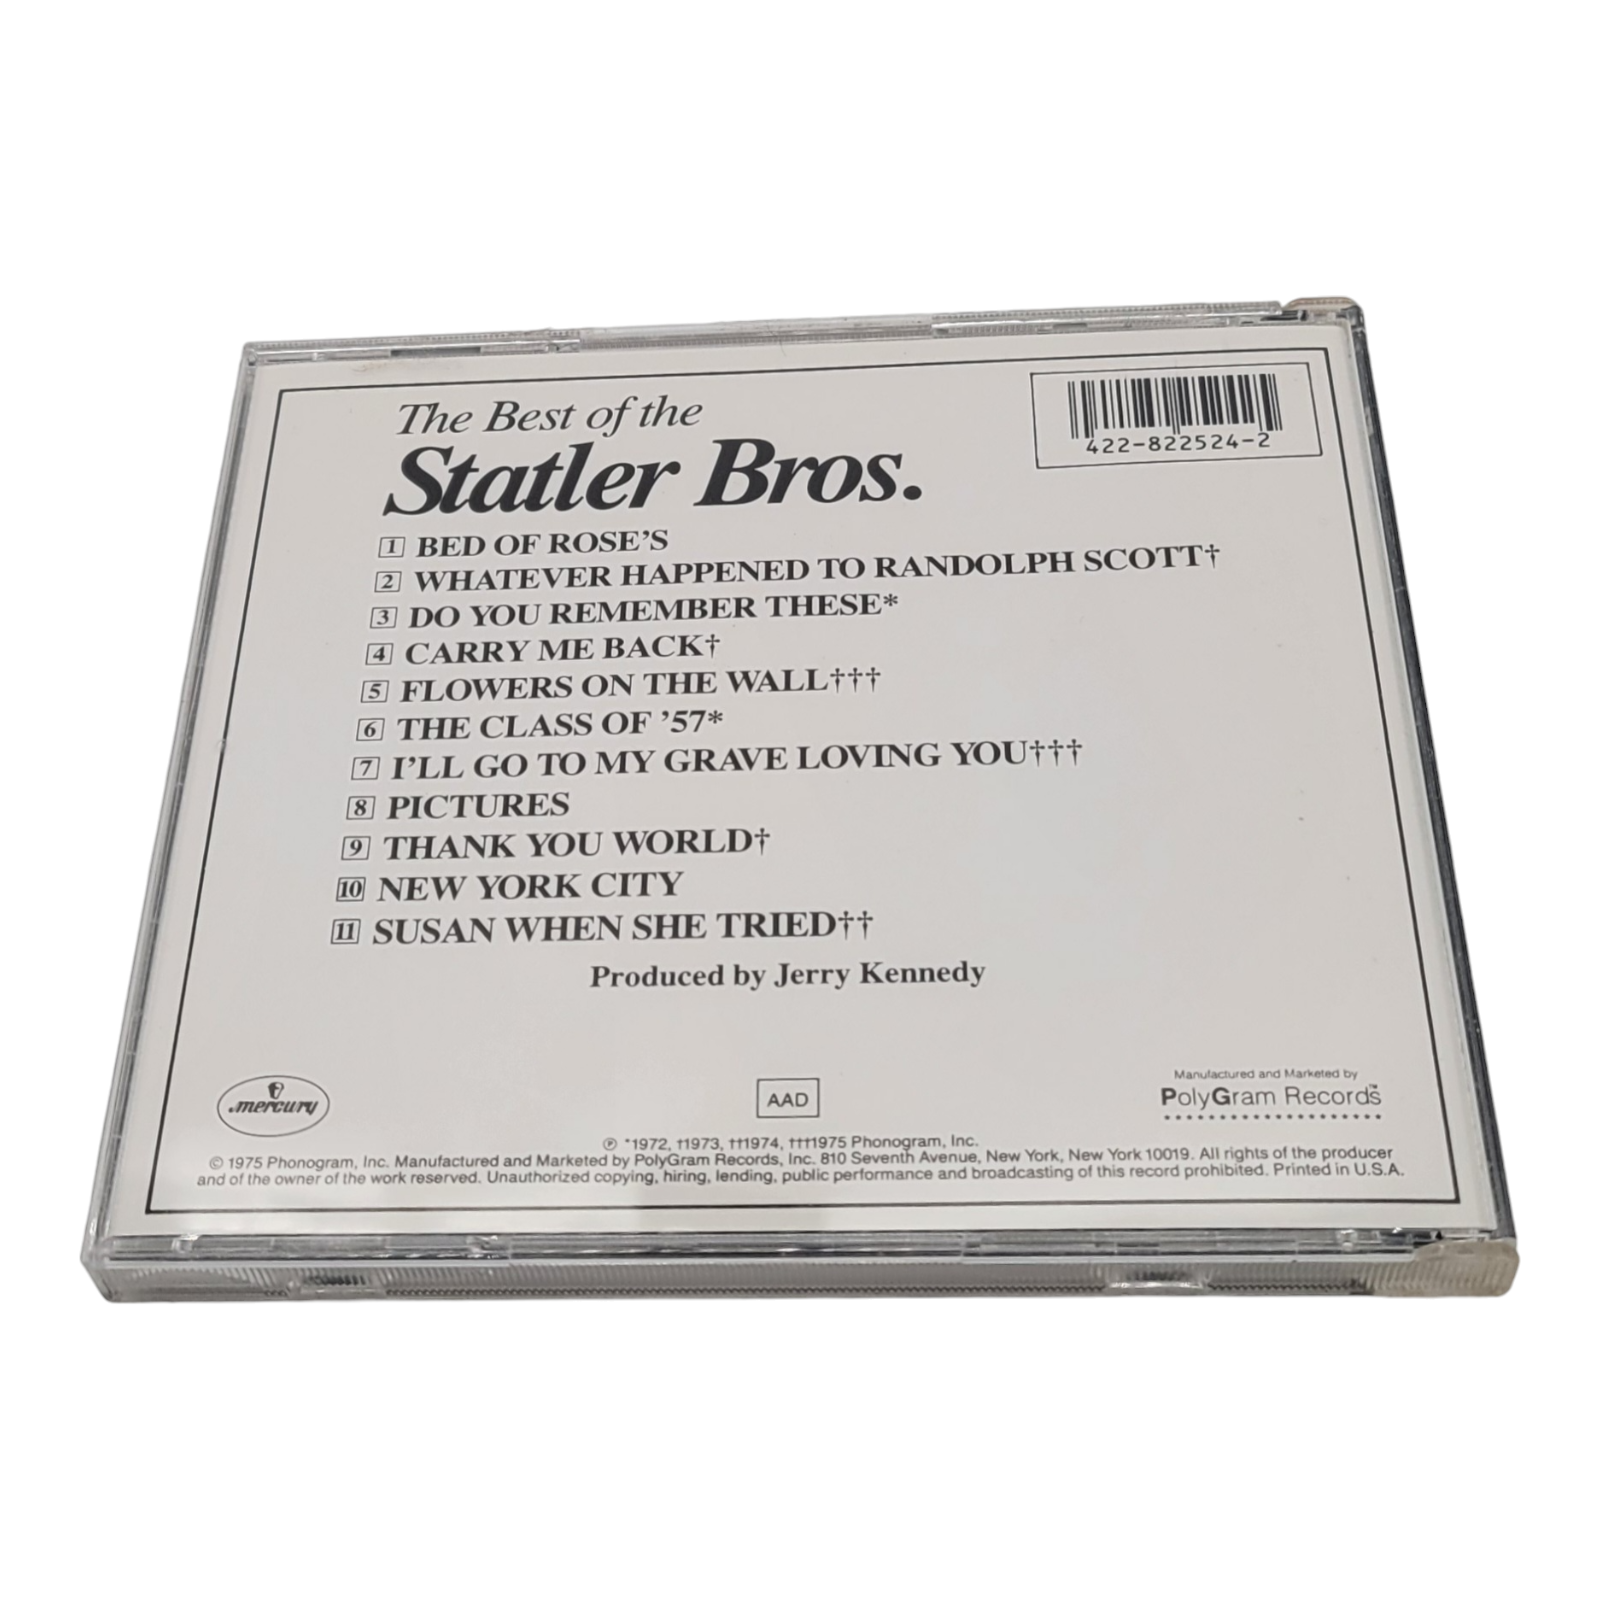 The Best of the
Statler Bros.
422-822524-2
1 BED OF ROSE'S
2 WHATEVER HAPPENED TO RANDOLPH SCOTT†
3 DO YOU REMEMBER THESE*
4 CARRY ME BACK†
5 FLOWERS ON THE WALL†††
6 THE CLASS OF '57*
7 I'LL GO TO MY GRAVE LOVING YOU†††
8 PICTURES
9 THANK YOU WORLD†
10 NEW YORK CITY
11 SUSAN WHEN SHE TRIED††
Produced by Jerry Kennedy
mercury
AAD
Manufactured and Marketed by
PolyGram Records™
℗ *1972, †1973, ††1974, †††1975 Phonogram, Inc.
© 1975 Phonogram, Inc. Manufactured and Marketed by PolyGram Records, Inc. 810 Seventh Avenue, New York, New York 10019. All rights of the producer
and of the owner of the work reserved. Unauthorized copying, hiring, lending, public performance and broadcasting of this record prohibited. Printed in U.S.A.